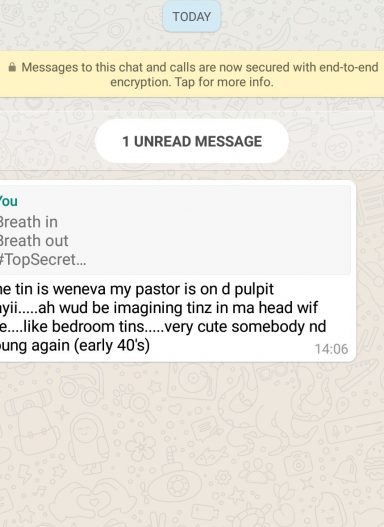 TODAY
Messages to this chat and calls are now secured with end-to-end
encryption. Tap for more info.
1 UNREAD MESSAGE
You
Breath in
Breath out
#TopSecret...
tin is weneva my pastor is on d pulpit
.....ah wud be imagining tinz in ma head wif
....like bedroom tins.....very cute somebody nd
again (early 40's)
14:06